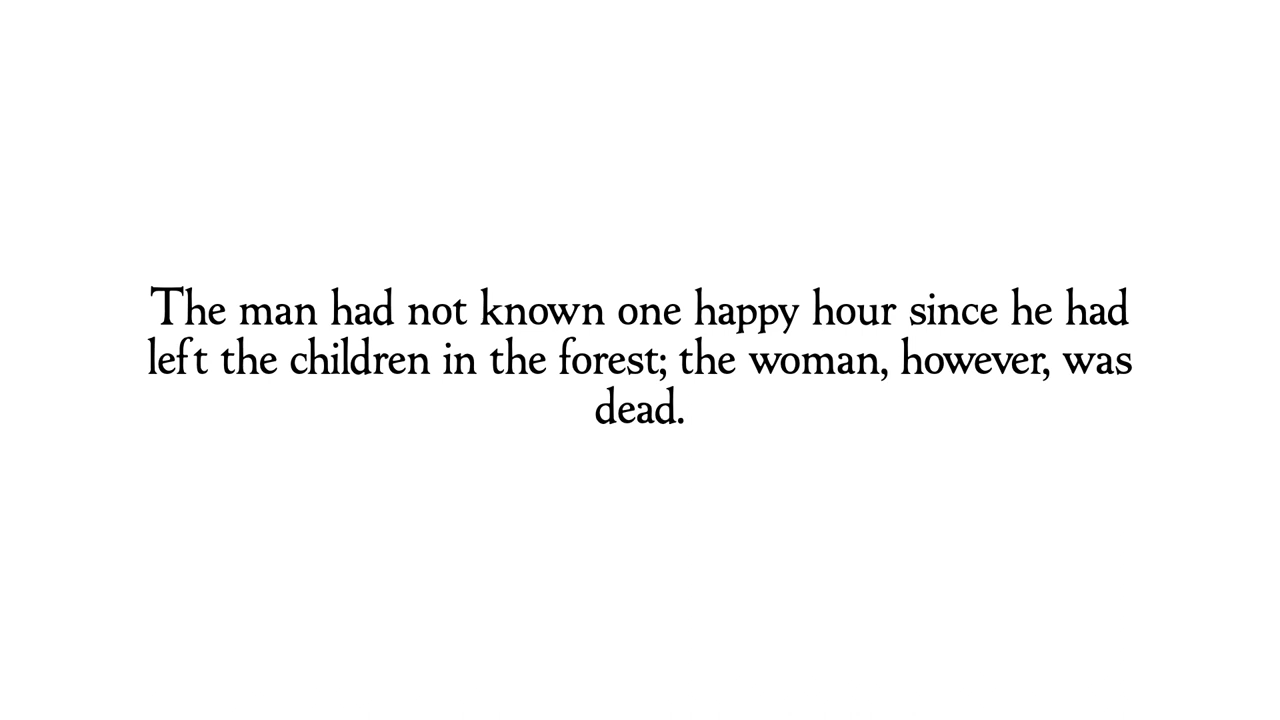 The man had not known one happy hour since he had
left the children in the forest; the woman, however, was
dead.